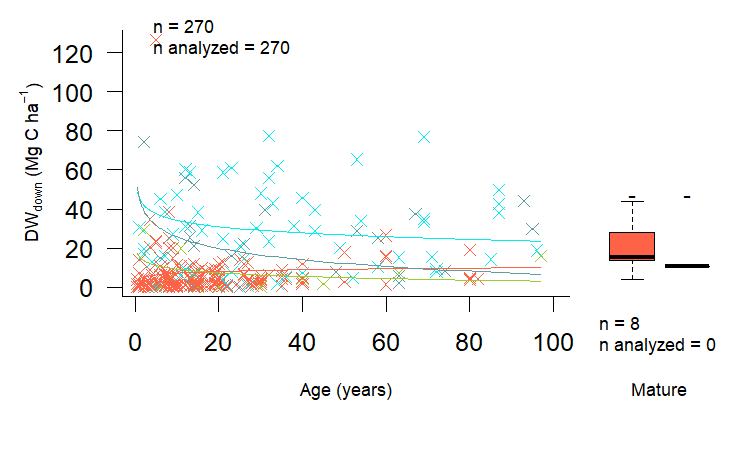 n = 270
n analyzed = 270
DWdown (Mg C ha−1)
120
100
80
60
40
20
0
0 20 40 60 80 100
Age (years)
- -
n = 8
n analyzed = 0
Mature